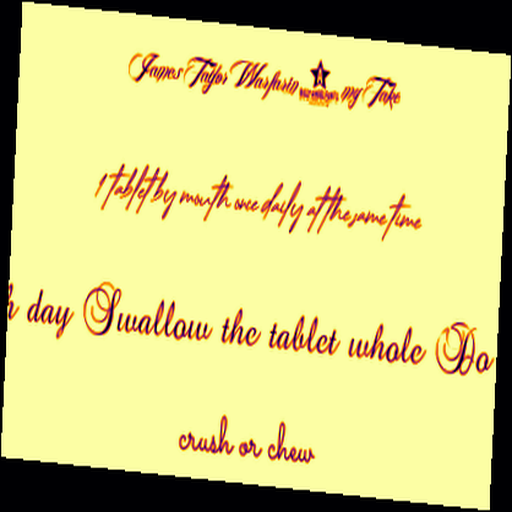 James Taylor Warfarin mg Take
1 tablet by mouth once daily at the same time
day Swallow the tablet whole Do
crush or chew